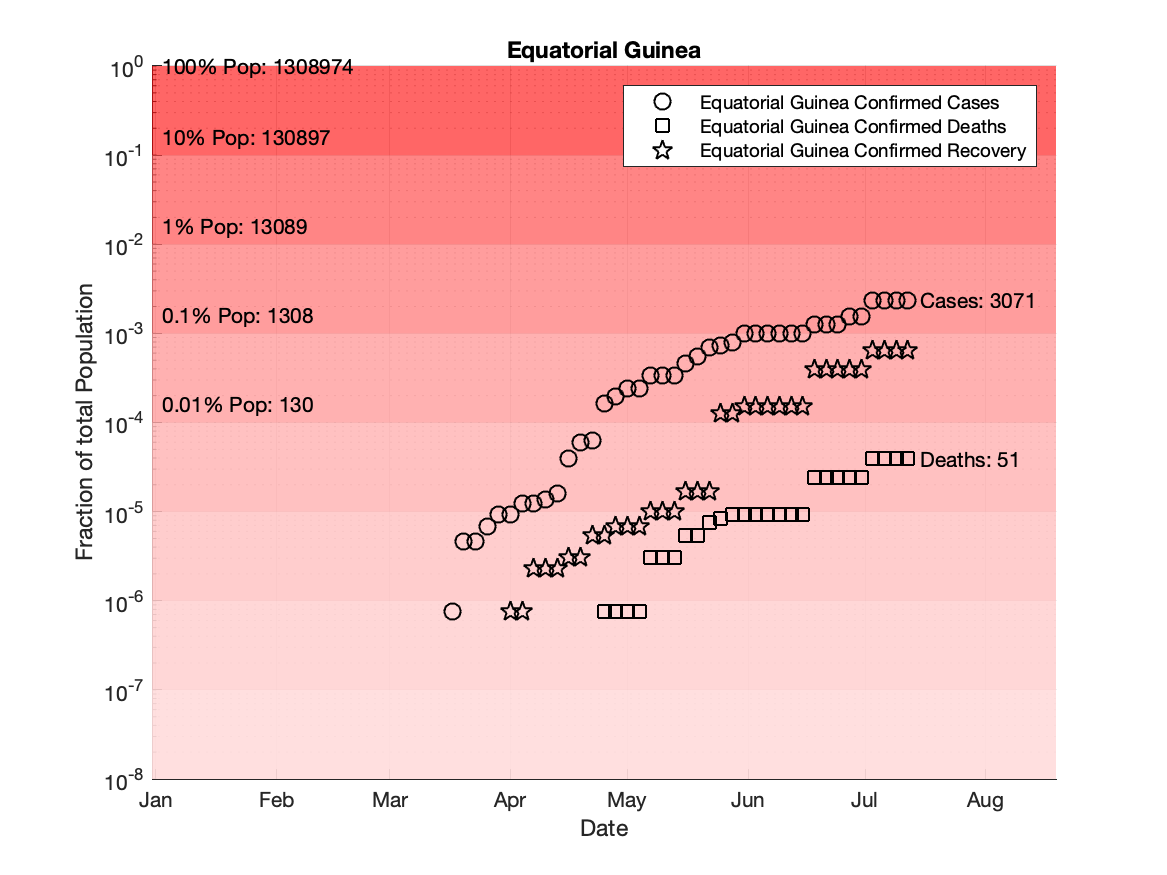 Equatorial Guinea
10^0
100% Pop: 1308974
Equatorial Guinea Confirmed Cases
Equatorial Guinea Confirmed Deaths
Equatorial Guinea Confirmed Recovery
10% Pop: 130897
10^-1
1% Pop: 13089
10^-2
Cases: 3071
0.1% Pop: 1308
10^-3
0.01% Pop: 130
10^-4
Deaths: 51
10^-5
10^-6
10^-7
10^-8
Fraction of total Population
Jan Feb Mar Apr May Jun Jul Aug
Date